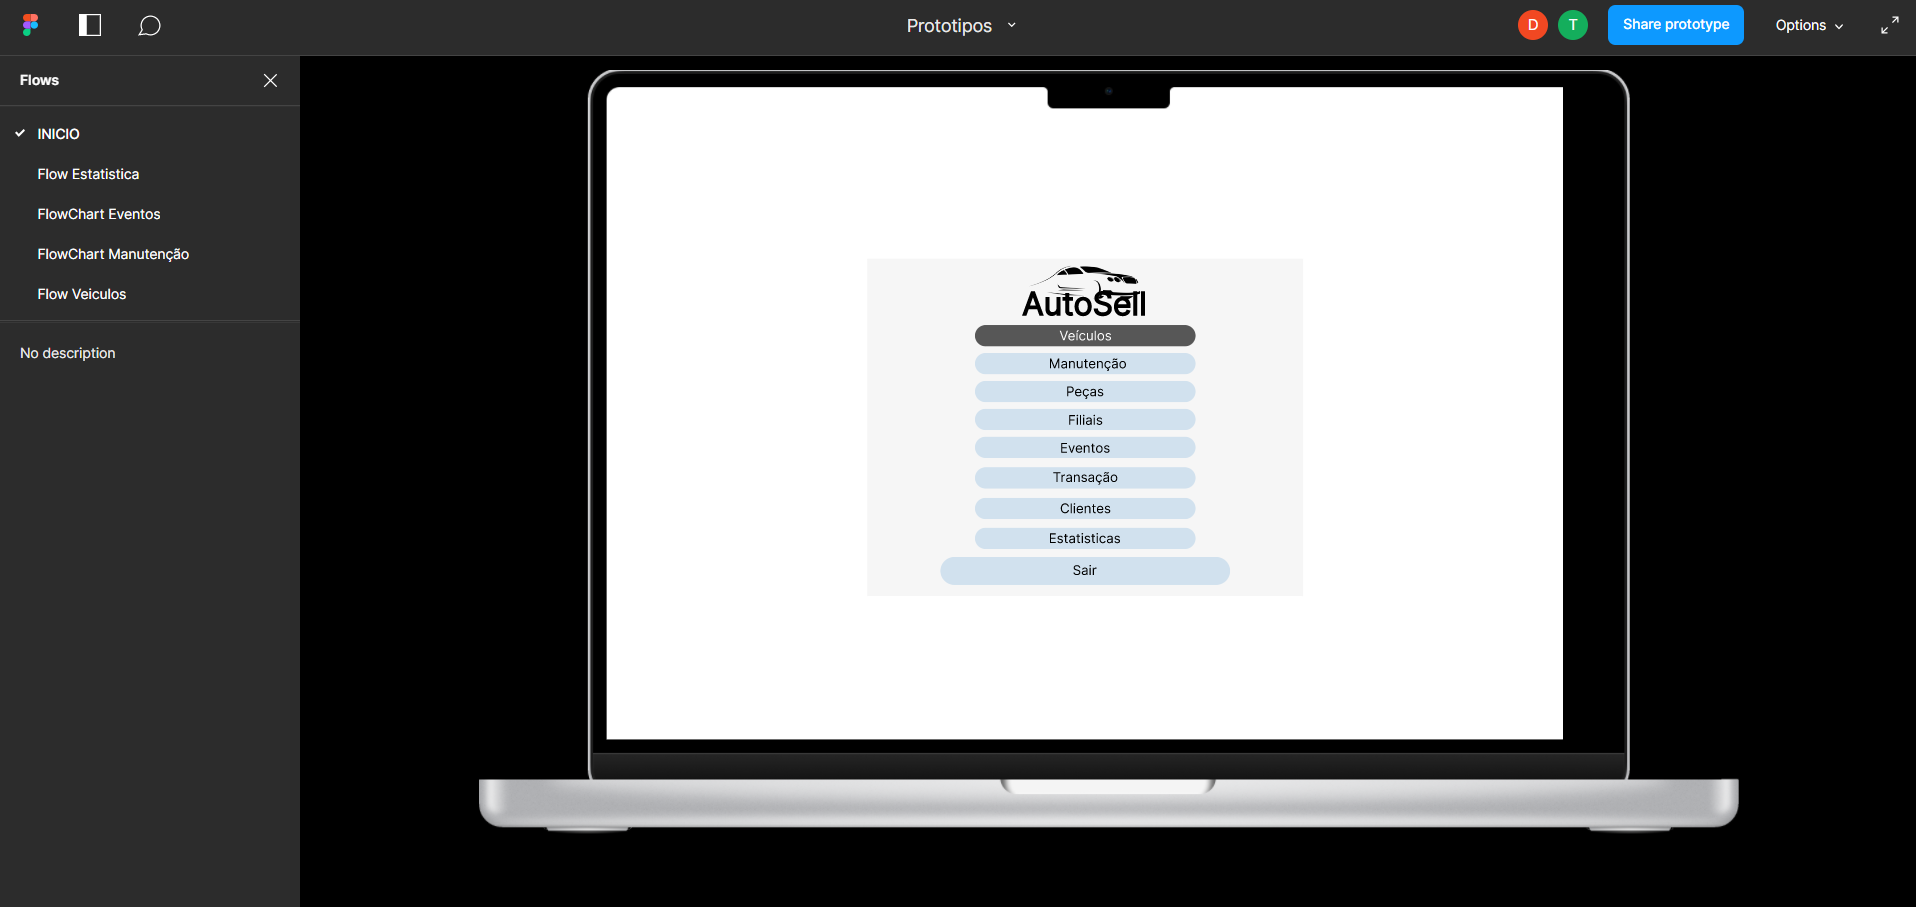 Prototipos
D
T
Share prototype
Options
Flows
INICIO
Flow Estatistica
FlowChart Eventos
FlowChart Manutenção
Flow Veiculos
No description
AutoSell
Veículos
Manutenção
Peças
Filiais
Eventos
Transação
Clientes
Estatisticas
Sair